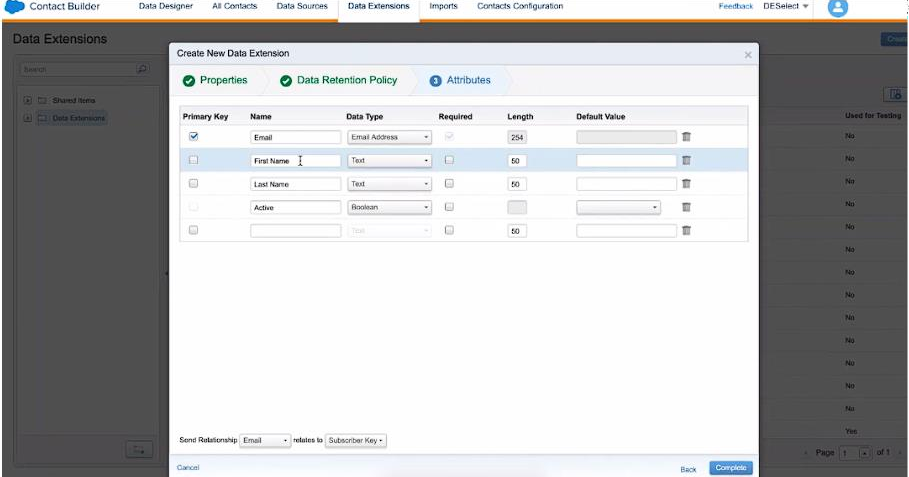 Contact Builder Data Designer All Contacts Data Sources Data Extensions Imports Contacts Configuration Feedback DESelect
Data Extensions
Create New Data Extension
Search
Properties Data Retention Policy 3 Attributes
Shared Items
Data Extensions
Primary Key Name Data Type Required Length Default Value
Used for Testing
Email Email Address 254
No
First Name Text 50
No
Last Name Text 50
No
Active Boolean
No
Text 50
No
No
No
No
No
No
No
No
No
Yes
Send Relationship Email relates to Subscriber Key
Page 1 of 1
Cancel Back Complete